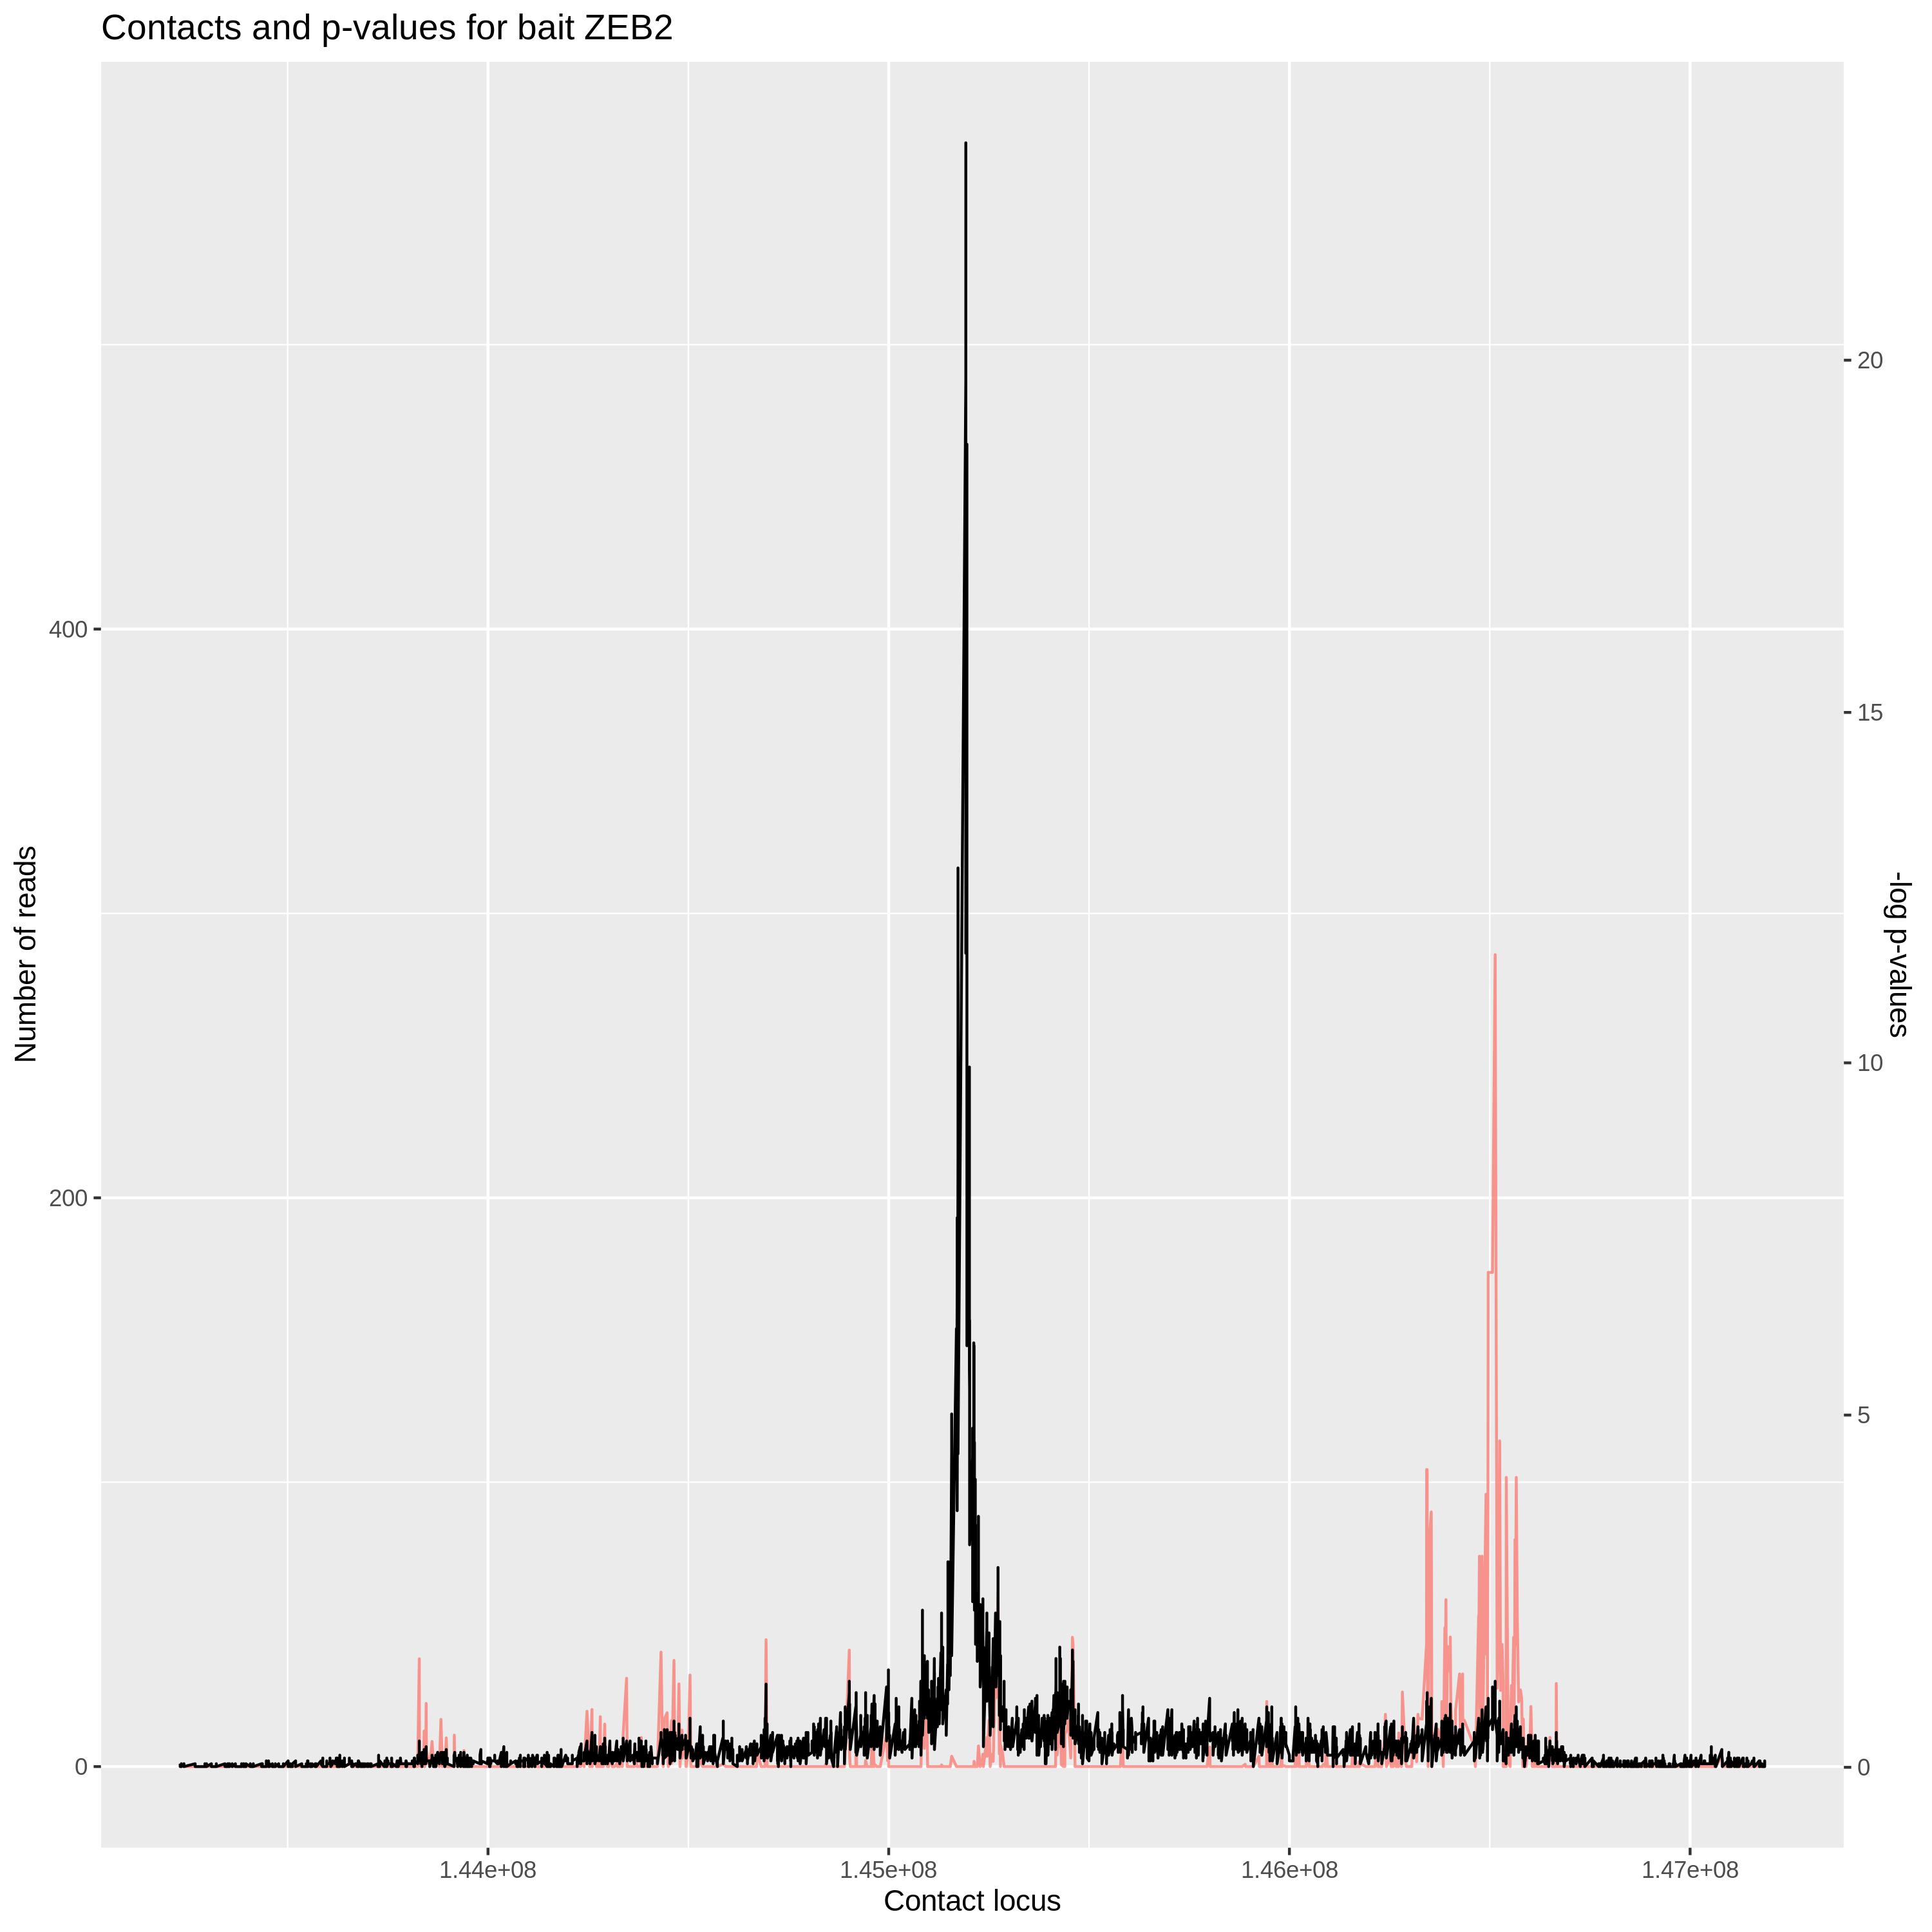 Contacts and p-values for bait ZEB2
Number of reads
400
200
0
20
15
10
5
0
-log p-values
1.44e+08 1.45e+08 1.46e+08 1.47e+08
Contact locus